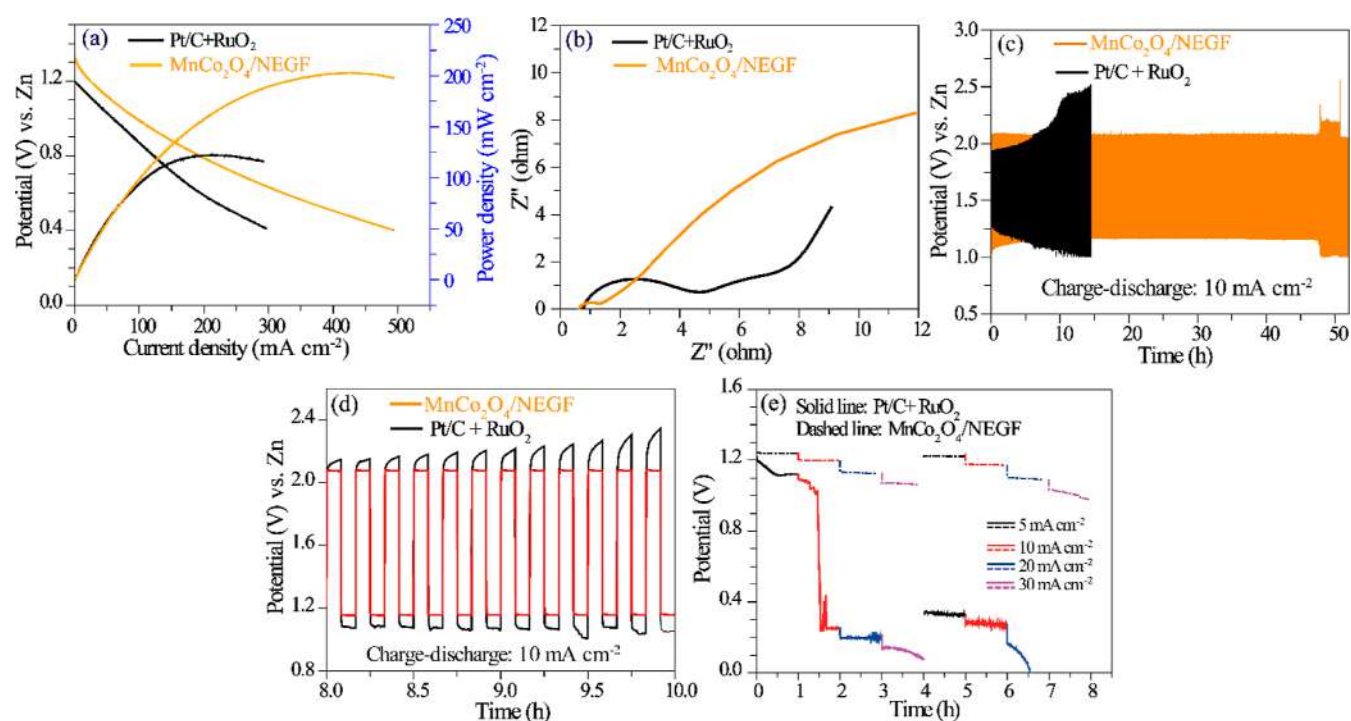 (a)
Pt/C+RuO₂
MnCo₂O₄/NEGF
Potential (V) vs. Zn
1.2
0.8
0.4
0.0
0
100
200
300
400
500
Current density (mA cm⁻²)
250
200
150
100
50
0
Power density (mW cm⁻²)
(b)
Pt/C+RuO₂
MnCo₂O₄/NEGF
Z" (ohm)
12
10
8
6
4
2
0
0
2
4
6
8
10
12
Z" (ohm)
(c)
MnCo₂O₄/NEGF
Pt/C + RuO₂
Potential (V) vs. Zn
3.0
2.5
2.0
1.5
1.0
0.5
Charge-discharge: 10 mA cm⁻²
0
10
20
30
40
50
Time (h)
(d)
MnCo₂O₄/NEGF
Pt/C + RuO₂
Potential (V) vs. Zn
2.4
2.0
1.6
1.2
0.8
Charge-discharge: 10 mA cm⁻²
8.0
8.5
9.0
9.5
10.0
Time (h)
(e)
Solid line: Pt/C+ RuO₂
Dashed line: MnCo₂O₄/NEGF
Potential (V)
1.6
1.2
0.8
0.4
0.0
5 mA cm⁻²
10 mA cm⁻²
20 mA cm⁻²
30 mA cm⁻²
0
1
2
3
4
5
6
7
8
Time (h)